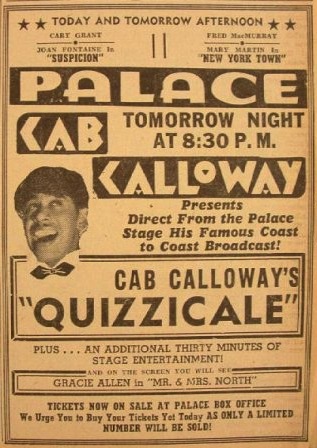 ★ ★ TODAY AND TOMORROW AFTERNOON ★ ★
CARY GRANT
JOAN FONTAINE In
"SUSPICION"
FRED MacMURRAY
MARY MARTIN In
"NEW YORK TOWN"
PALACE
TOMORROW NIGHT
AT 8:30 P.M.
CAB
CALLOWAY
Presents
Direct From the Palace
Stage His Famous Coast
to Coast Broadcast!
CAB CALLOWAY'S
"QUIZZICALE"
PLUS . . . AN ADDITIONAL THIRTY MINUTES OF
STAGE ENTERTAINMENT!
AND ON THE SCREEN YOU WILL SEE
GRACIE ALLEN in "MR. & MRS. NORTH"
TICKETS NOW ON SALE AT PALACE BOX OFFICE
We Urge You to Buy Your Tickets Yet Today AS ONLY A LIMITED
NUMBER WILL BE SOLD!